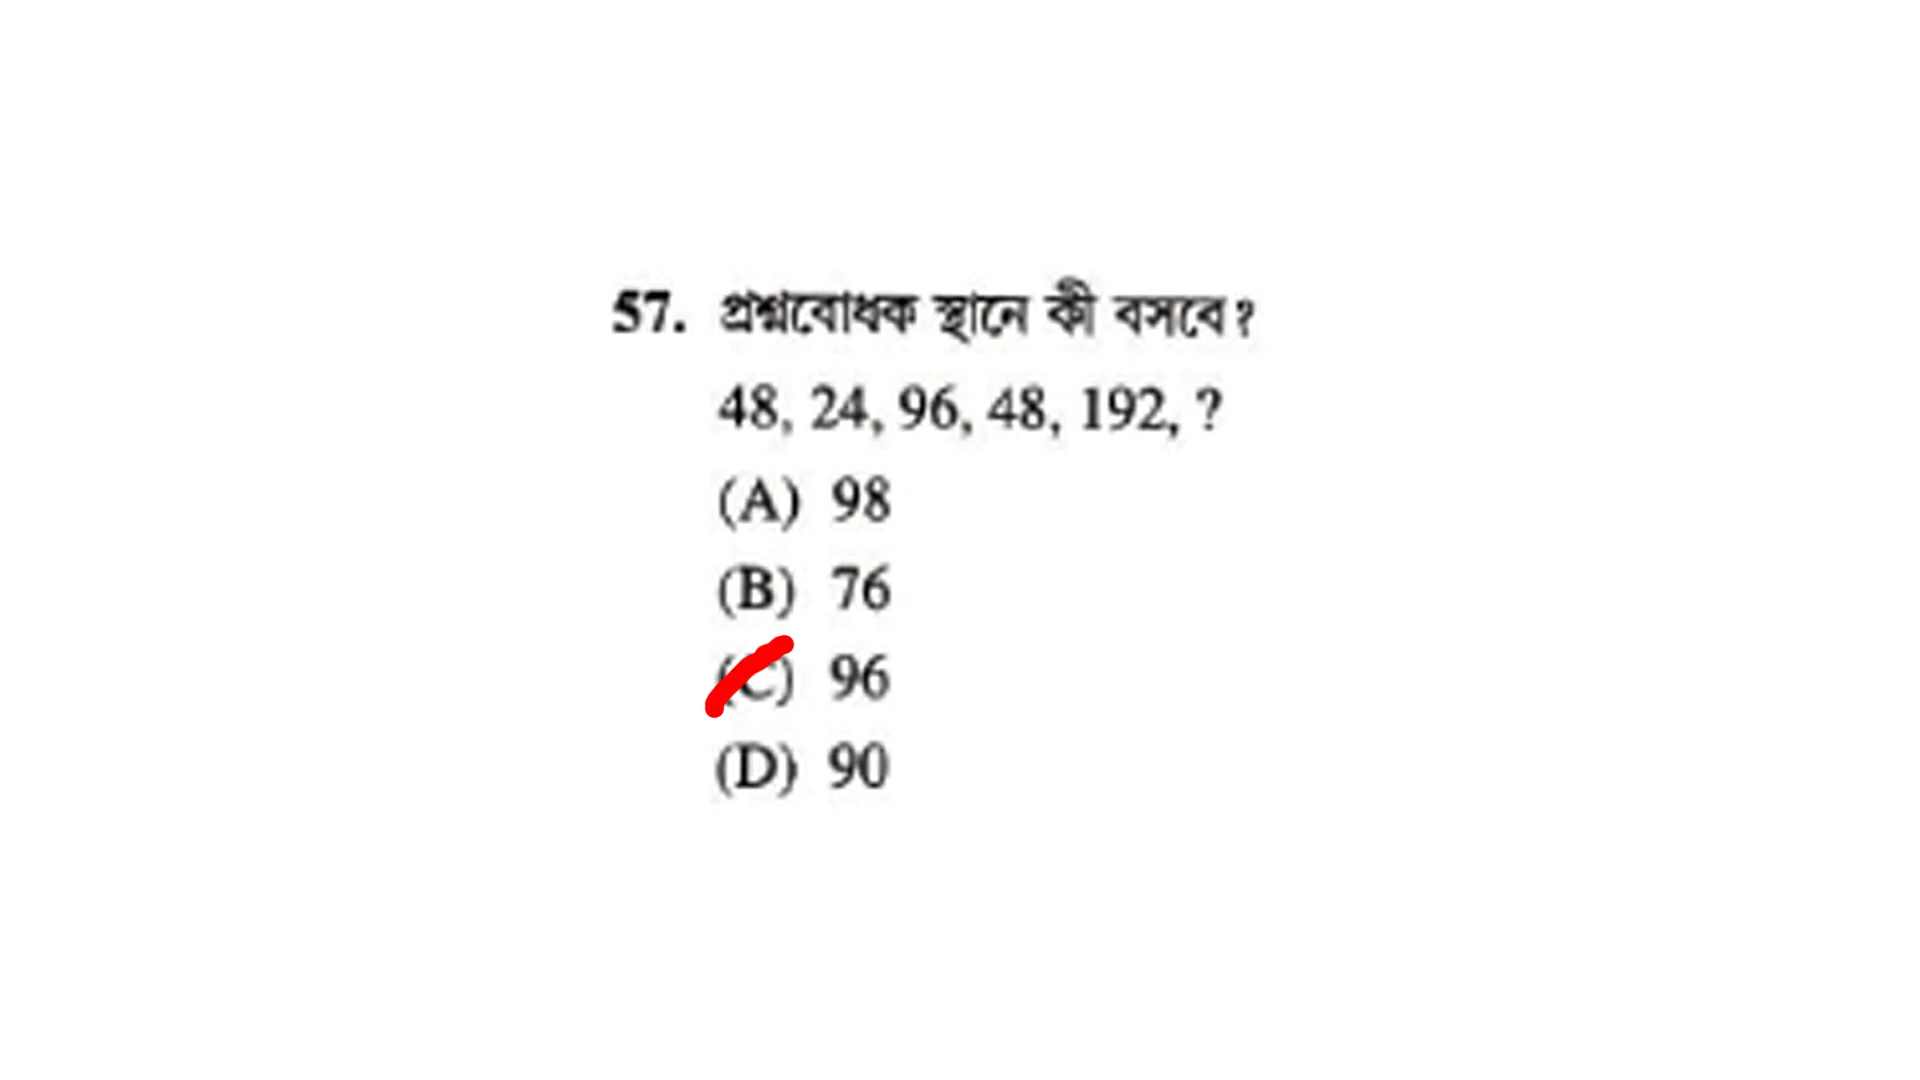 57. প্রশ্নবোধক স্থানে কী বসবে?
48, 24, 96, 48, 192, ?
(A) 98
(B) 76
(C) 96
(D) 90